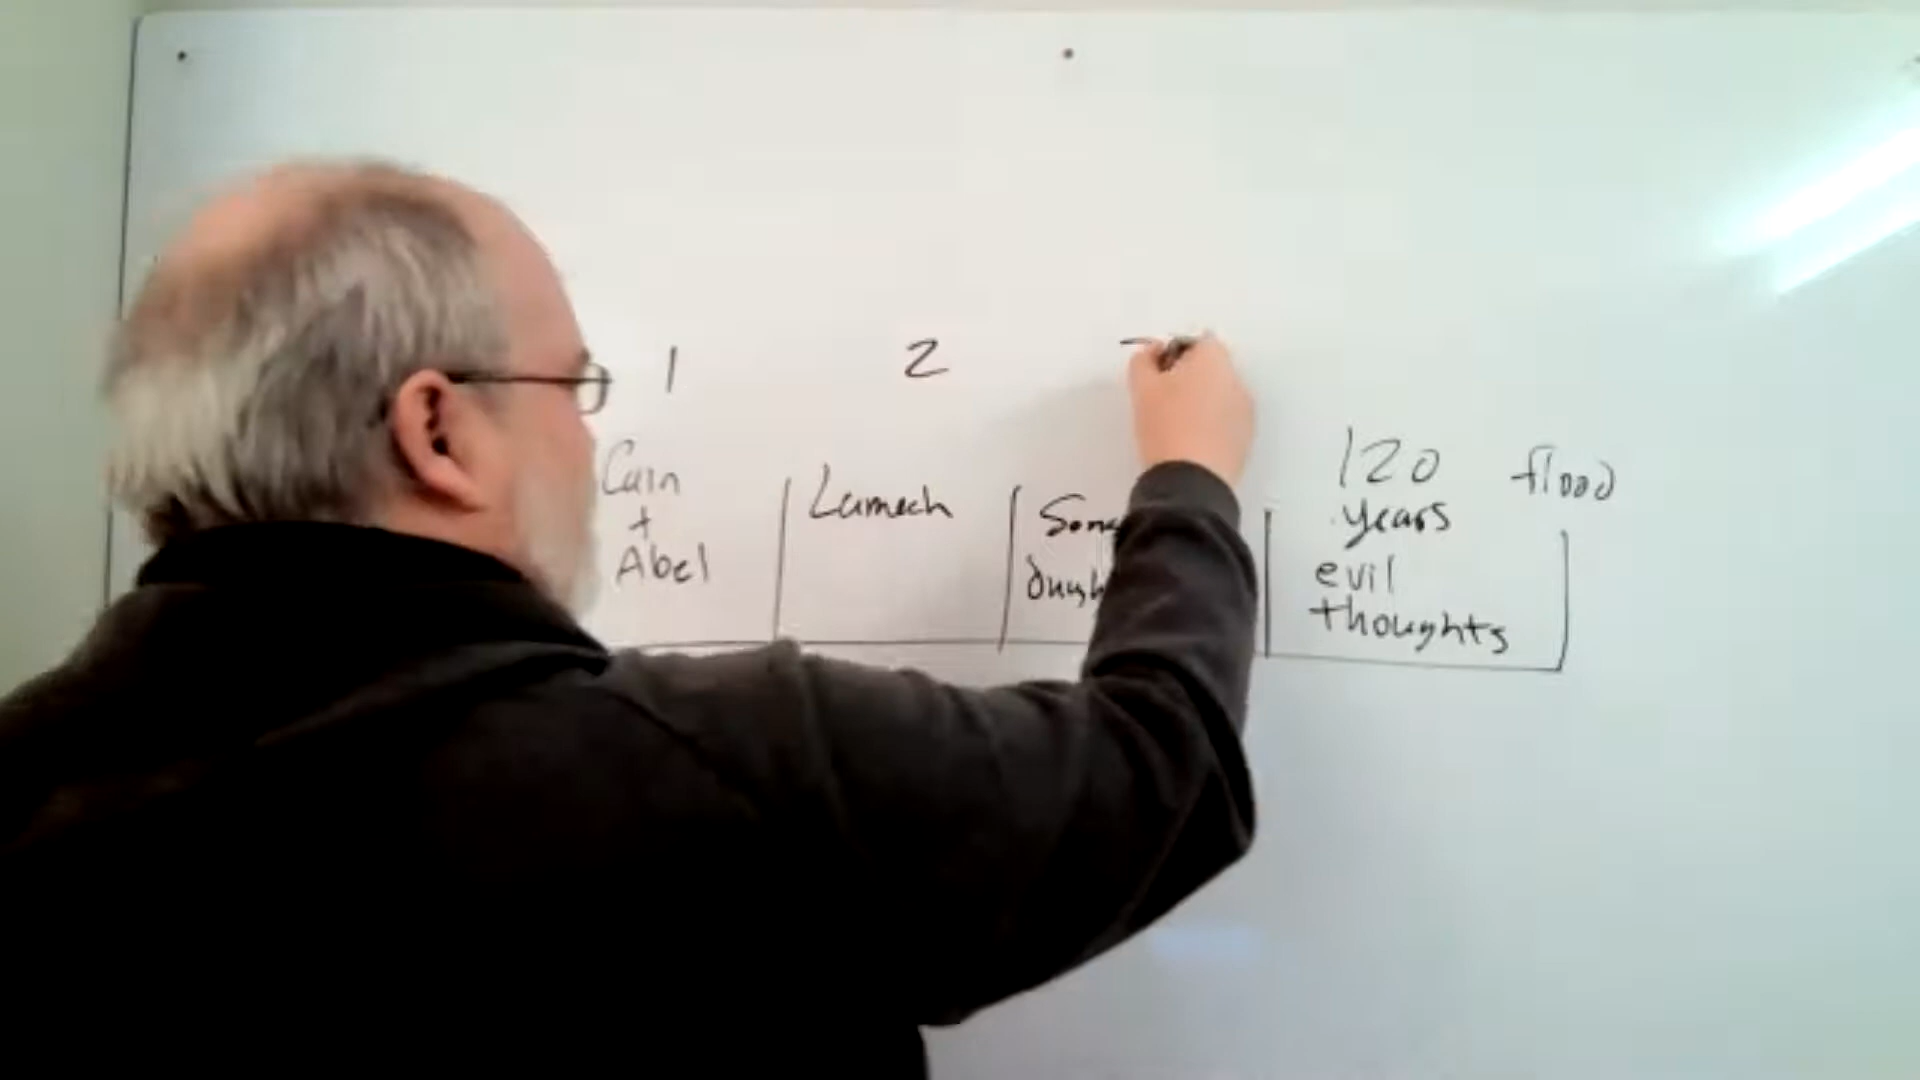 1 2
Cain
+
Abel
Lamech
120
years
evil
thoughts
flood